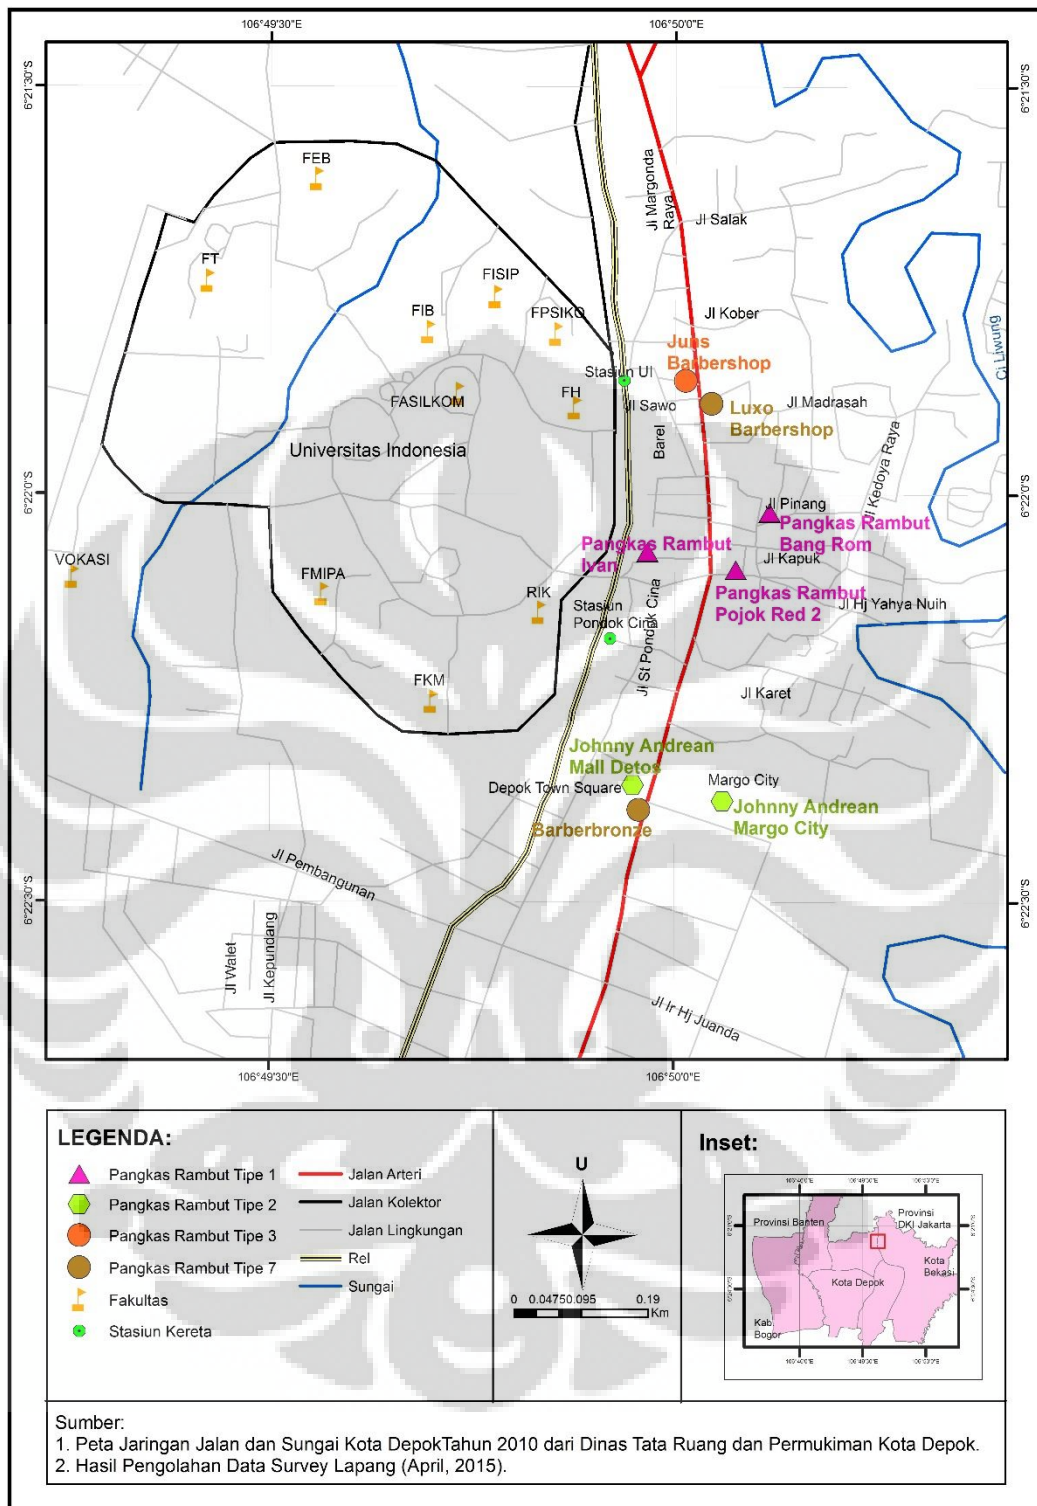 106°49'30"E
106°50'0"E
6°21'30"S
6°21'30"S
FEB
Jl Margonda
Raya
Jl Salak
FT
FISIP
FIB
FPSIKO
Jl Kober
Ci Liwung
Juns
Barbershop
Stasiun UI
FASILKOM
FH
Jl Sawo
Luxo
Barbershop
Jl Madrasah
Universitas Indonesia
Barel
Jl Kedoya Raya
6°22'0"S
6°22'0"S
Jl Pinang
Pangkas Rambut
Bang Rom
Pangkas Rambut
Ivan
Jl Kapuk
VOKASI
FMIPA
RIK
Pangkas Rambut
Pojok Red 2
Jl Hj Yahya Nuih
Stasiun
Pondok Cina
Jl St Pondok Cina
FKM
Jl Karet
Johnny Andrean
Mall Detos
Depok Town Square
Margo City
Johnny Andrean
Margo City
Barberbronze
Jl Pembangunan
6°22'30"S
6°22'30"S
Jl Walet
Jl Kepundang
Jl Ir Hj Juanda
106°49'30"E
106°50'0"E
LEGENDA:
Pangkas Rambut Tipe 1
Pangkas Rambut Tipe 2
Pangkas Rambut Tipe 3
Pangkas Rambut Tipe 7
Fakultas
Stasiun Kereta
Jalan Arteri
Jalan Kolektor
Jalan Lingkungan
Rel
Sungai
U
0 0.04750.095 0.19
Km
Inset:
Provinsi Banten
Provinsi
DKI Jakarta
Kota
Bekasi
Kota Depok
Kab.
Bogor
Sumber:
1. Peta Jaringan Jalan dan Sungai Kota DepokTahun 2010 dari Dinas Tata Ruang dan Permukiman Kota Depok.
2. Hasil Pengolahan Data Survey Lapang (April, 2015).